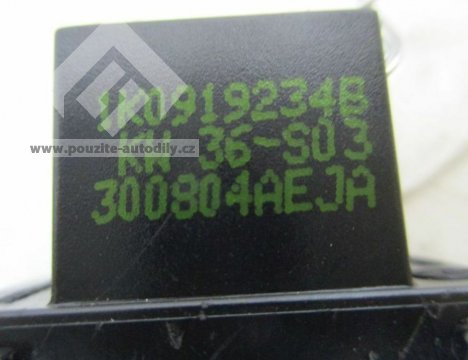 1K0919234B
KW 36-S03
www.pouzite-autodily.cz
300804AEJA